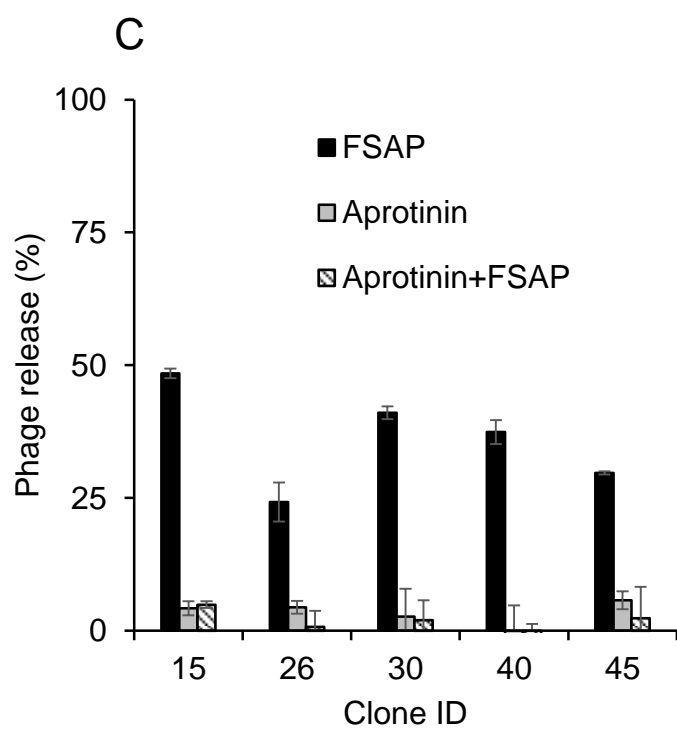 C
100
75
50
25
0
Phage release (%)
FSAP
Aprotinin
Aprotinin+FSAP
15 26 30 40 45
Clone ID